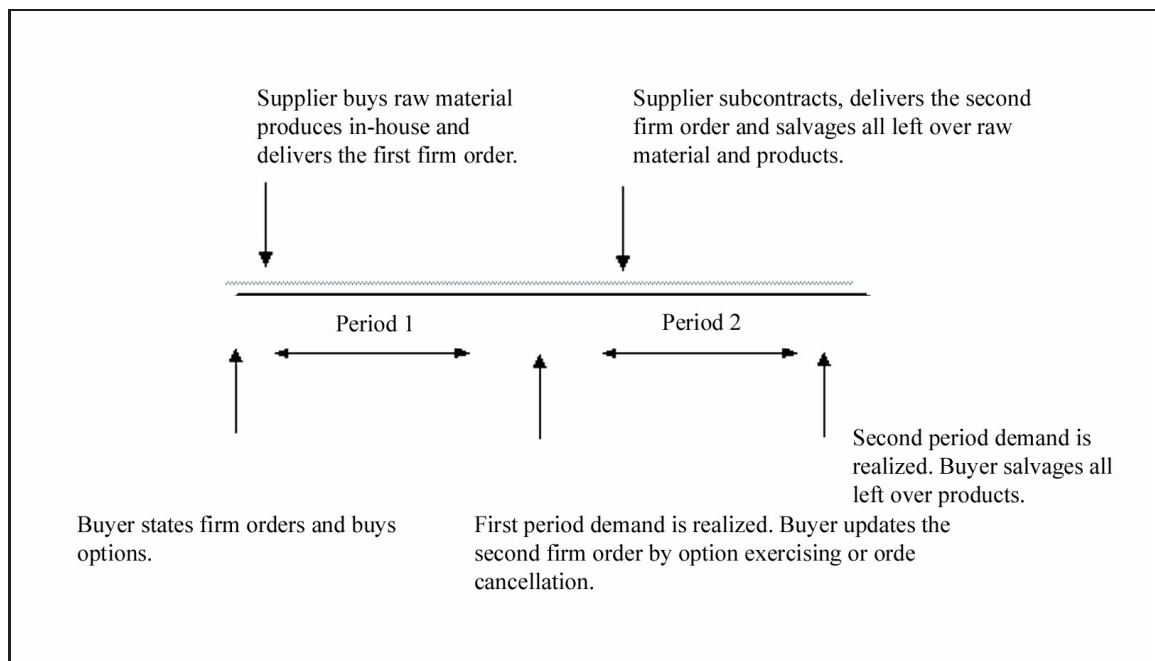 Supplier buys raw material
produces in-house and
delivers the first firm order.
Supplier subcontracts, delivers the second
firm order and salvages all left over raw
material and products.
Period 1
Period 2
Second period demand is
realized. Buyer salvages all
left over products.
Buyer states firm orders and buys
options.
First period demand is realized. Buyer updates the
second firm order by option exercising or orde
cancellation.